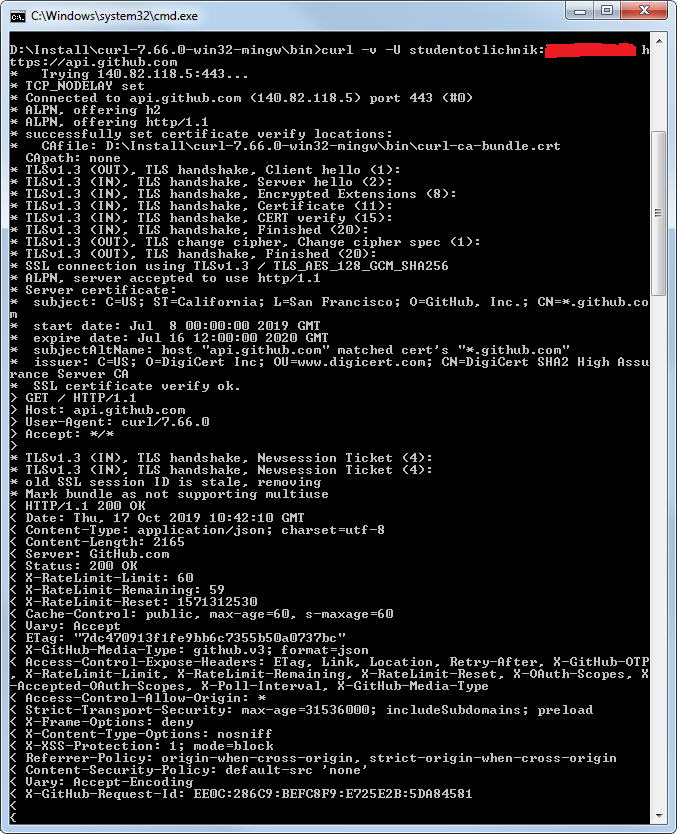 C:\Windows\system32\cmd.exe
D:\Install\curl-7.66.0-win32-mingw\bin>curl -v -U studentotlichnik: h
ttps://api.github.com
*   Trying 140.82.118.5:443...
* TCP_NODELAY set
* Connected to api.github.com (140.82.118.5) port 443 (#0)
* ALPN, offering h2
* ALPN, offering http/1.1
* successfully set certificate verify locations:
*   CAfile: D:\Install\curl-7.66.0-win32-mingw\bin\curl-ca-bundle.crt
  CApath: none
* TLSv1.3 (OUT), TLS handshake, Client hello (1):
* TLSv1.3 (IN), TLS handshake, Server hello (2):
* TLSv1.3 (IN), TLS handshake, Encrypted Extensions (8):
* TLSv1.3 (IN), TLS handshake, Certificate (11):
* TLSv1.3 (IN), TLS handshake, CERT verify (15):
* TLSv1.3 (IN), TLS handshake, Finished (20):
* TLSv1.3 (OUT), TLS change cipher, Change cipher spec (1):
* TLSv1.3 (OUT), TLS handshake, Finished (20):
* SSL connection using TLSv1.3 / TLS_AES_128_GCM_SHA256
* ALPN, server accepted to use http/1.1
* Server certificate:
*  subject: C=US; ST=California; L=San Francisco; O=GitHub, Inc.; CN=*.github.co
m
*  start date: Jul  8 00:00:00 2019 GMT
*  expire date: Jul 16 12:00:00 2020 GMT
*  subjectAltName: host "api.github.com" matched cert's "*.github.com"
*  issuer: C=US; O=DigiCert Inc; OU=www.digicert.com; CN=DigiCert SHA2 High Assu
rance Server CA
*  SSL certificate verify ok.
> GET / HTTP/1.1
> Host: api.github.com
> User-Agent: curl/7.66.0
> Accept: */*
>
* TLSv1.3 (IN), TLS handshake, Newsession Ticket (4):
* TLSv1.3 (IN), TLS handshake, Newsession Ticket (4):
* old SSL session ID is stale, removing
* Mark bundle as not supporting multiuse
< HTTP/1.1 200 OK
< Date: Thu, 17 Oct 2019 10:42:10 GMT
< Content-Type: application/json; charset=utf-8
< Content-Length: 2165
< Server: GitHub.com
< Status: 200 OK
< X-RateLimit-Limit: 60
< X-RateLimit-Remaining: 59
< X-RateLimit-Reset: 1571312530
< Cache-Control: public, max-age=60, s-maxage=60
< Vary: Accept
< ETag: "7dc470913f1fe9bb6c7355b50a0737bc"
< X-GitHub-Media-Type: github.v3; format=json
< Access-Control-Expose-Headers: ETag, Link, Location, Retry-After, X-GitHub-OTP
, X-RateLimit-Limit, X-RateLimit-Remaining, X-RateLimit-Reset, X-OAuth-Scopes, X
-Accepted-OAuth-Scopes, X-Poll-Interval, X-GitHub-Media-Type
< Access-Control-Allow-Origin: *
< Strict-Transport-Security: max-age=31536000; includeSubdomains; preload
< X-Frame-Options: deny
< X-Content-Type-Options: nosniff
< X-XSS-Protection: 1; mode=block
< Referrer-Policy: origin-when-cross-origin, strict-origin-when-cross-origin
< Content-Security-Policy: default-src 'none'
< Vary: Accept-Encoding
< X-GitHub-Request-Id: EE0C:286C9:BEFC8F9:E725E2B:5DA84581
<
{